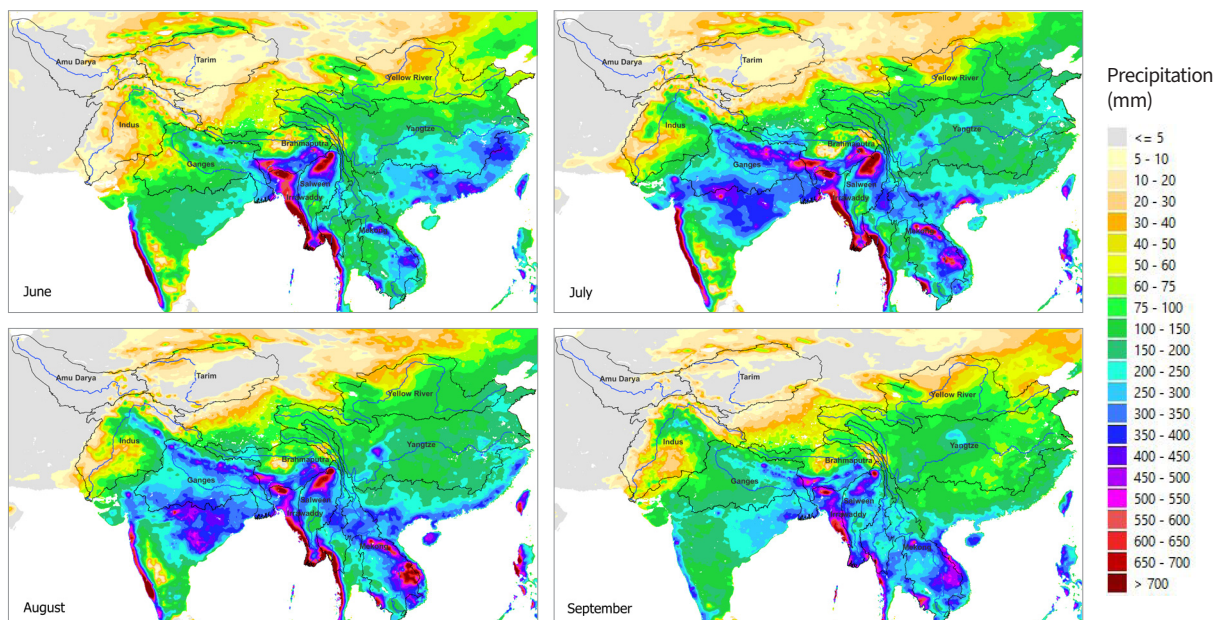 Amu Darya
Tarim
Yellow River
Indus
Yangtze
Brahmaputra
Ganges
Salween
Irrawaddy
Mekong
June
Amu Darya
Tarim
Yellow River
Indus
Yangtze
Brahmaputra
Ganges
Salween
Irrawaddy
Mekong
July
Amu Darya
Tarim
Yellow River
Indus
Yangtze
Brahmaputra
Ganges
Salween
Irrawaddy
Mekong
August
Amu Darya
Tarim
Yellow River
Indus
Yangtze
Brahmaputra
Ganges
Salween
Irrawaddy
Mekong
September
Precipitation
(mm)
<= 5
5 - 10
10 - 20
20 - 30
30 - 40
40 - 50
50 - 60
60 - 75
75 - 100
100 - 150
150 - 200
200 - 250
250 - 300
300 - 350
350 - 400
400 - 450
450 - 500
500 - 550
550 - 600
600 - 650
650 - 700
> 700